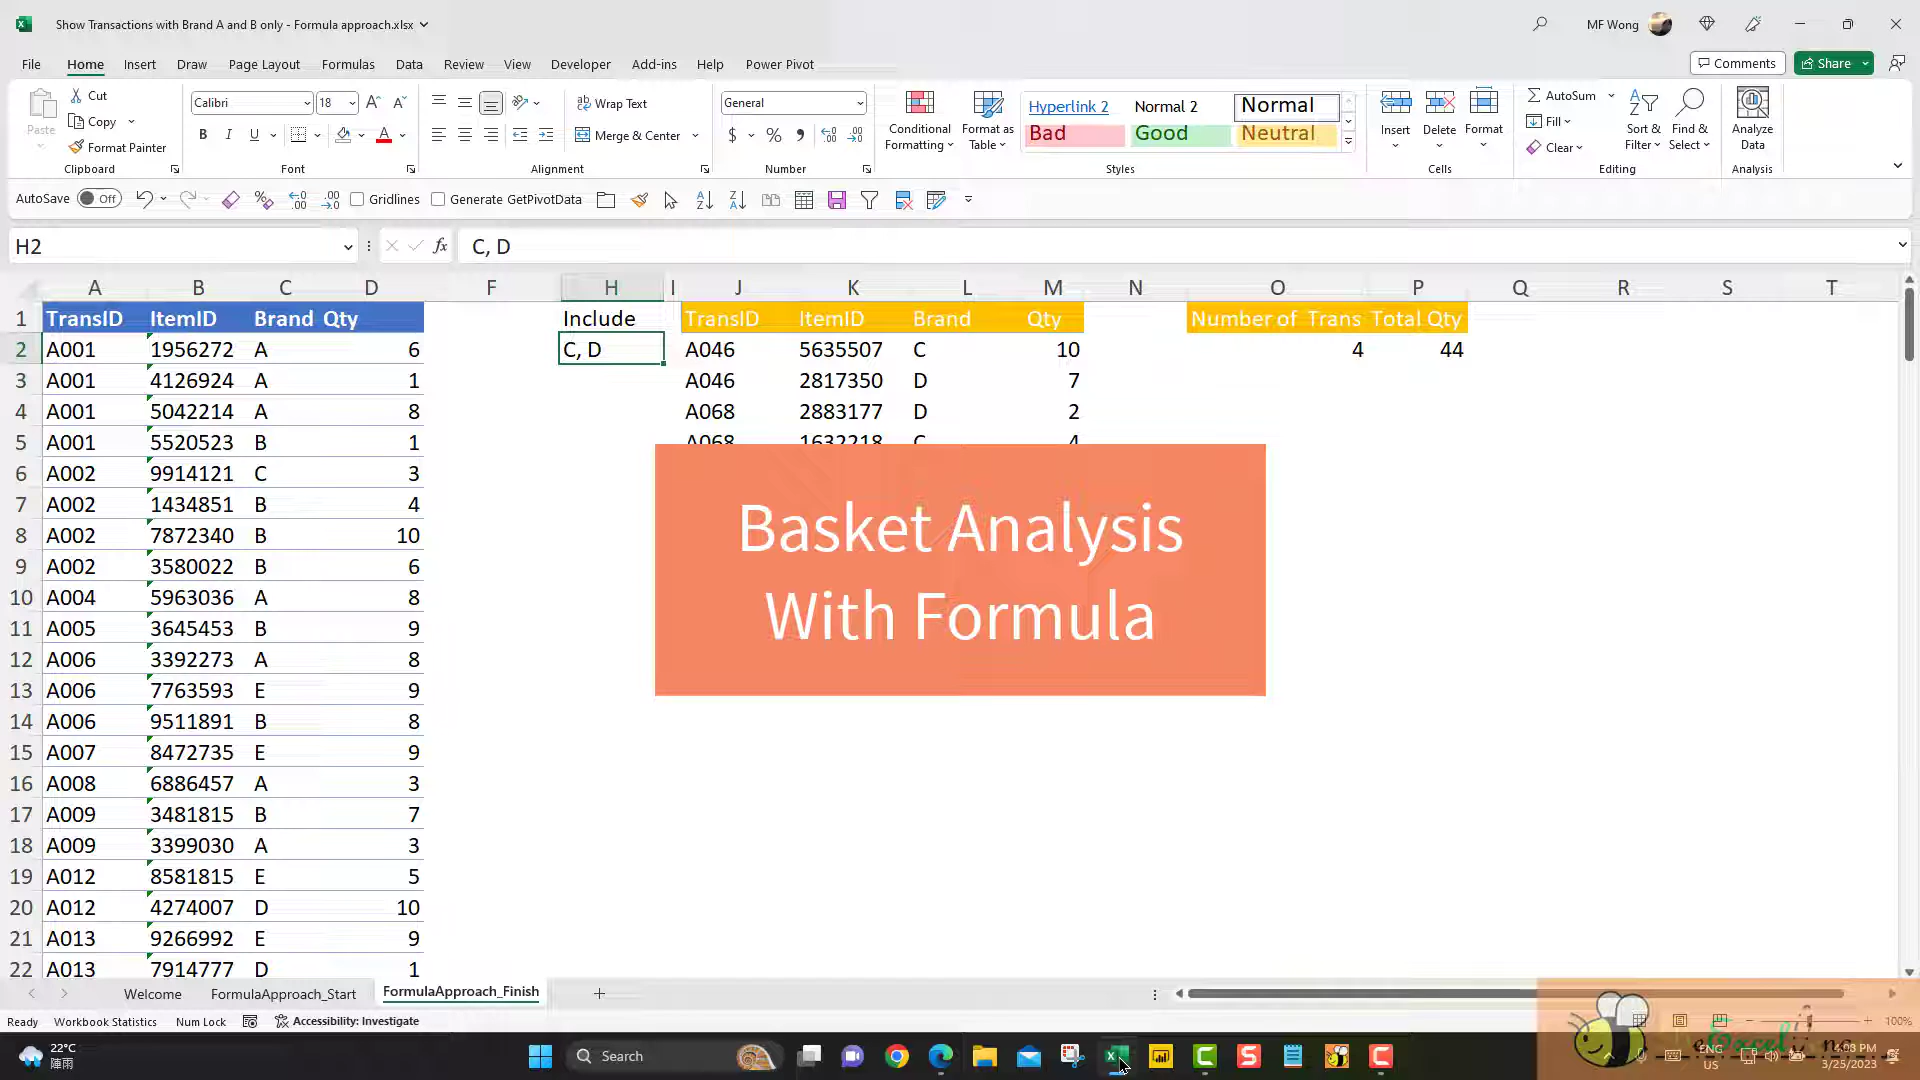 Show Transactions with Brand A and B only - Formula approach.xlsx
MF Wong
File Home Insert Draw Page Layout Formulas Data Review View Developer Add-ins Help Power Pivot
Comments Share
Paste
Cut
Copy
Format Painter
Clipboard
Calibri 18
B I U A
Font
Wrap Text
Merge & Center
Alignment
General
$ % 9
Number
Conditional Formatting
Format as Table
Hyperlink 2 Normal 2 Normal
Bad Good Neutral
Styles
Insert Delete Format
Cells
AutoSum
Fill
Clear
Sort & Filter
Find & Select
Editing
Analyze Data
Analysis
AutoSave Off Gridlines Generate GetPivotData
H2 fx C, D
A B C D F H I J K L M N O P Q R S T
1 TransID ItemID Brand Qty Include TransID ItemID Brand Qty Number of Trans Total Qty
2 A001 1956272 A 6 C, D A046 5635507 C 10 4 44
3 A001 4126924 A 1 A046 2817350 D 7
4 A001 5042214 A 8 A068 2883177 D 2
5 A001 5520523 B 1 A068 1632218 C 4
6 A002 9914121 C 3
7 A002 1434851 B 4
8 A002 7872340 B 10
9 A002 3580022 B 6
10 A004 5963036 A 8
11 A005 3645453 B 9
12 A006 3392273 A 8
13 A006 7763593 E 9
14 A006 9511891 B 8
15 A007 8472735 E 9
16 A008 6886457 A 3
17 A009 3481815 B 7
18 A009 3399030 A 3
19 A012 8581815 E 5
20 A012 4274007 D 10
21 A013 9266992 E 9
22 A013 7914777 D 1
Basket Analysis
With Formula
Welcome FormulaApproach_Start FormulaApproach_Finish
Ready Workbook Statistics Num Lock Accessibility: Investigate 100%
22°C
Search
ENG
US
4:08 PM
3/25/2023